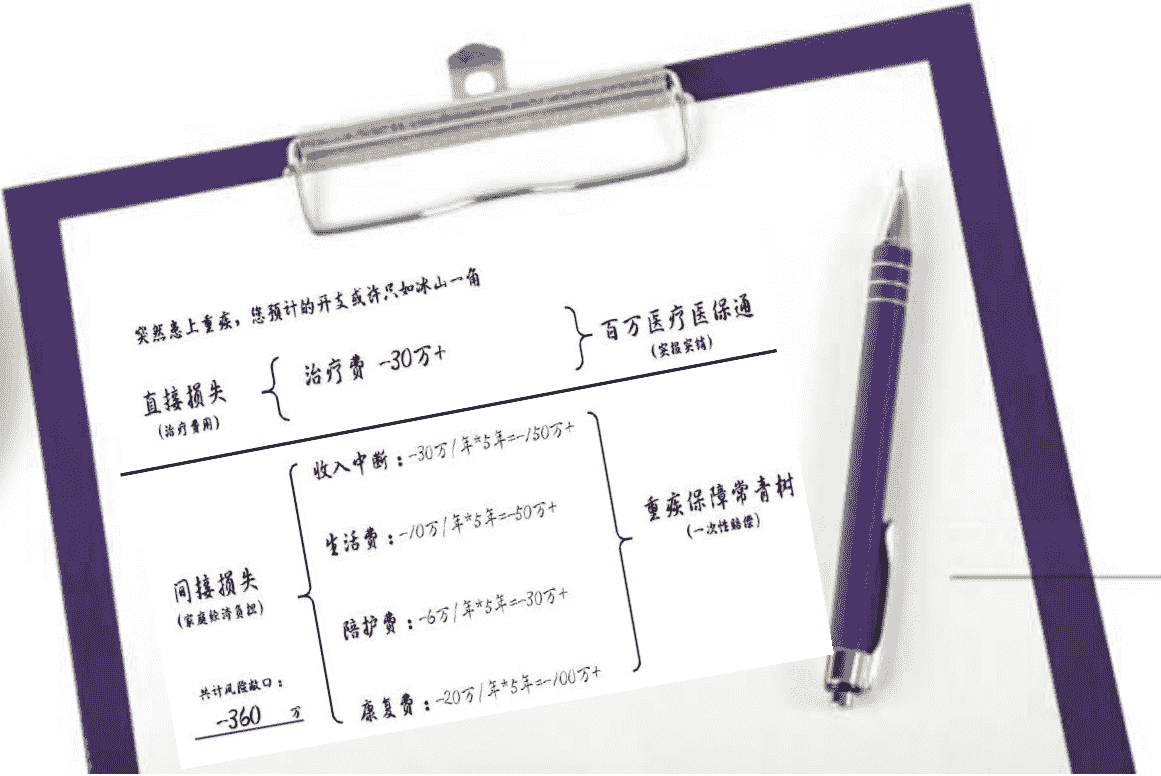 突然患上重疾，您预计的开支或许只如冰山一角
直接损失
(治疗费用)
治疗费 -30万+
百万医疗医保通
(实报实销)
间接损失
(家庭经济负担)
收入中断：-30万/年*5年=-150万+
生活费：-10万/年*5年=-50万+
陪护费：-6万/年*5年=-30万+
康复费：-20万/年*5年=-100万+
重疾保障常青树
(一次性赔偿)
共计风险敞口：
-360 万